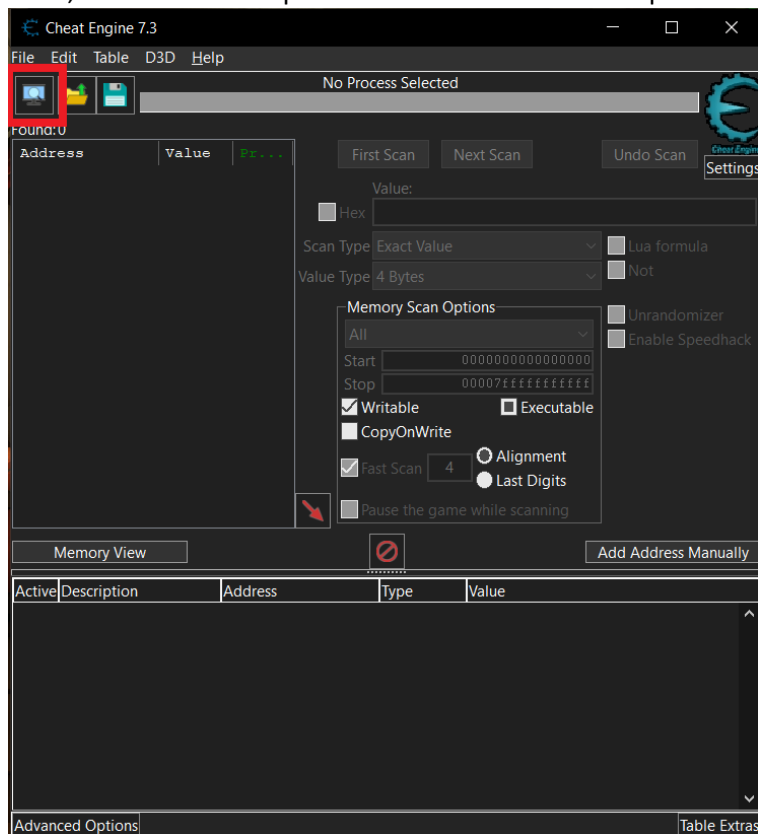 Cheat Engine 7.3
File Edit Table D3D Help
No Process Selected
Found:0
Address Value Pr...
First Scan Next Scan Undo Scan
Cheat Engine
Settings
Value:
Hex
Scan Type Exact Value
Lua formula
Value Type 4 Bytes
Not
Memory Scan Options
All
Unrandomizer
Enable Speedhack
Start 0000000000000000
Stop 00007fffffffffff
Writable Executable
CopyOnWrite
Fast Scan 4 Alignment
Last Digits
Pause the game while scanning
Memory View Add Address Manually
Active Description Address Type Value
Advanced Options Table Extras